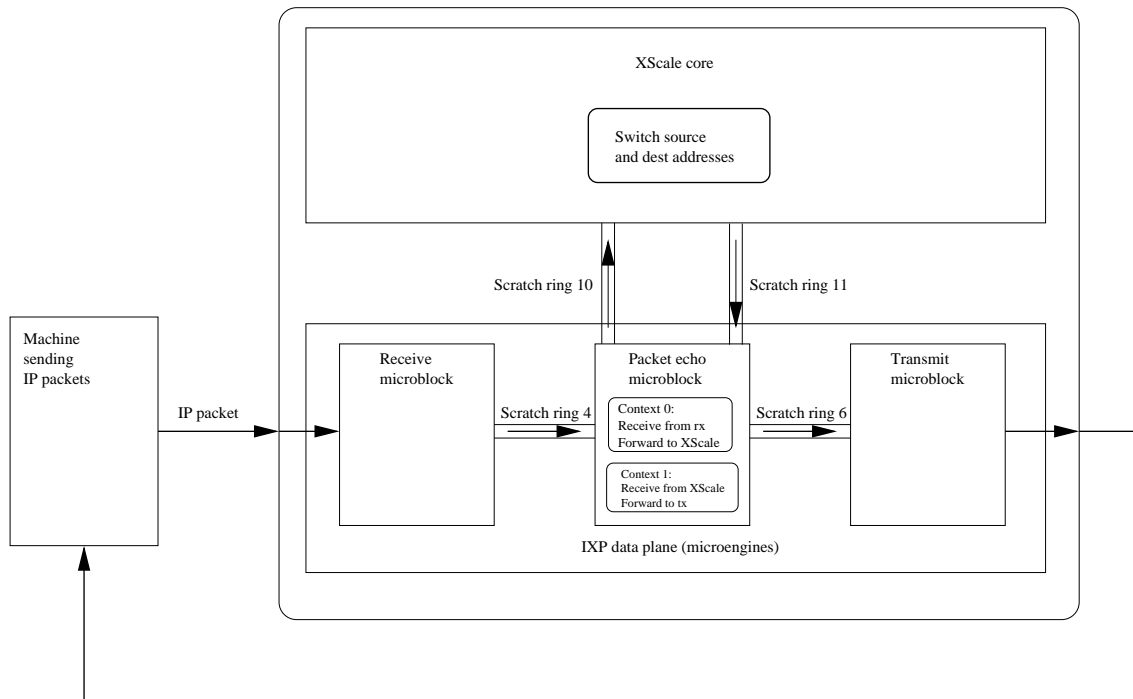 XScale core
Switch source
and dest addresses
Scratch ring 10
Scratch ring 11
Machine
sending
IP packets
IP packet
Receive
microblock
Scratch ring 4
Packet echo
microblock
Context 0:
Receive from rx
Forward to XScale
Context 1:
Receive from XScale
Forward to tx
Scratch ring 6
Transmit
microblock
IXP data plane (microengines)